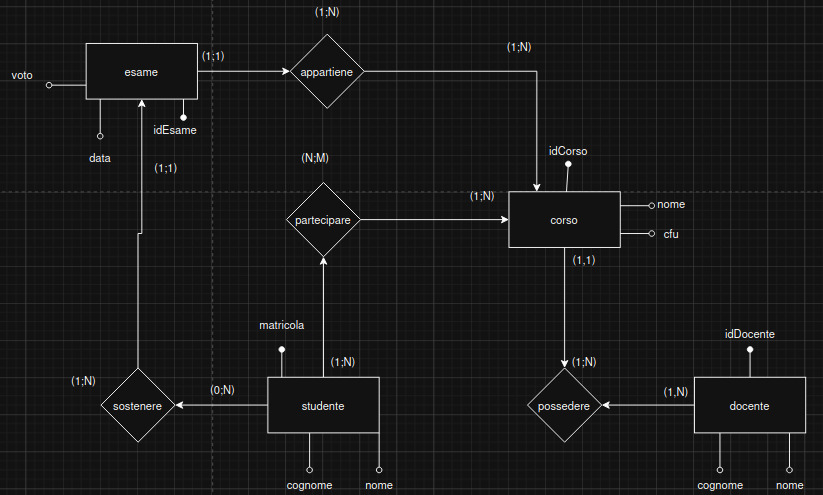 (1;N)
(1;N)
(1;1)
voto
esame
appartiene
idEsame
data
(1;1)
(N;M)
idCorso
(1;N)
nome
partecipare
corso
cfu
(1,1)
matricola
idDocente
(1;N)
(1;N)
(1;N)
(0;N)
(1,N)
sostenere
studente
possedere
docente
cognome
nome
cognome
nome